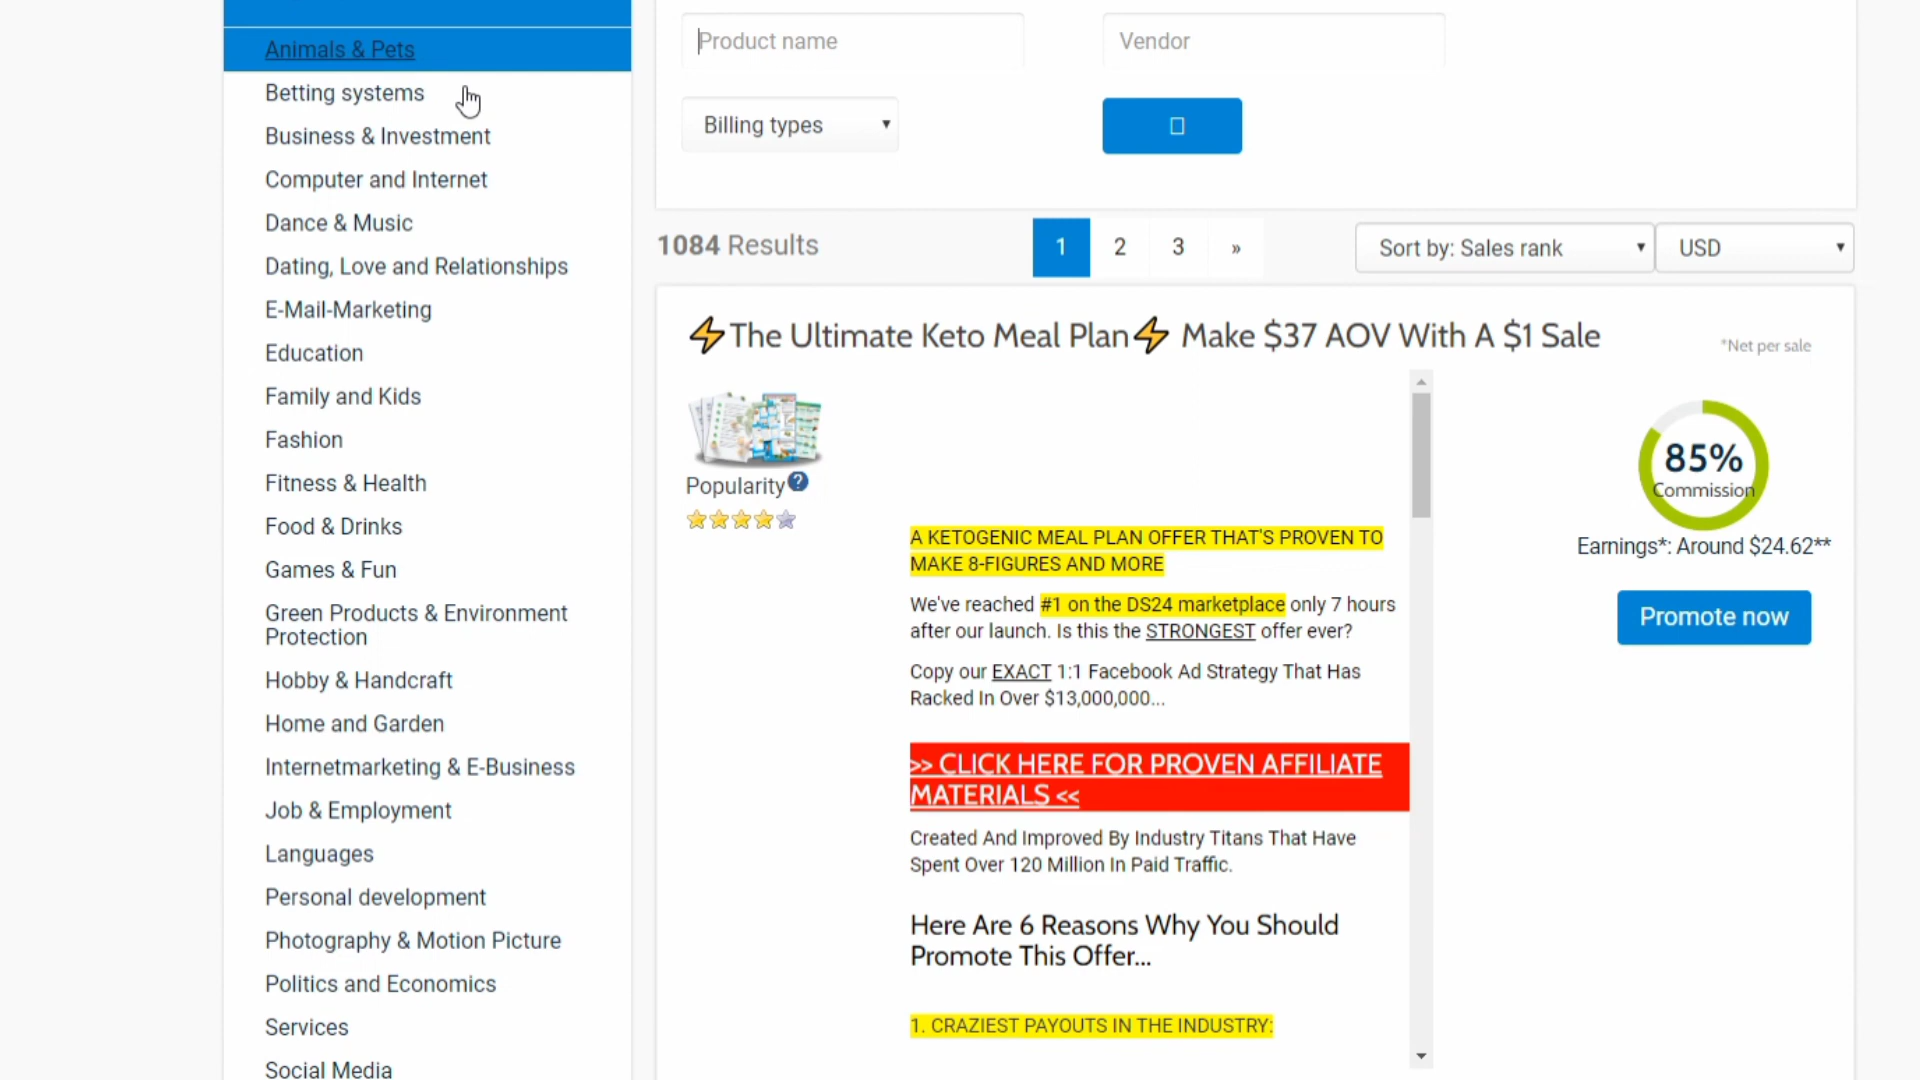 Animals & Pets
Betting systems
Business & Investment
Computer and Internet
Dance & Music
Dating, Love and Relationships
E-Mail-Marketing
Education
Family and Kids
Fashion
Fitness & Health
Food & Drinks
Games & Fun
Green Products & Environment
Protection
Hobby & Handcraft
Home and Garden
Internetmarketing & E-Business
Job & Employment
Languages
Personal development
Photography & Motion Picture
Politics and Economics
Services
Social Media
Product name
Vendor
Billing types
1084 Results
1 2 3 »
Sort by: Sales rank
USD
⚡The Ultimate Keto Meal Plan⚡ Make $37 AOV With A $1 Sale
*Net per sale
Popularity?
A KETOGENIC MEAL PLAN OFFER THAT'S PROVEN TO
MAKE 8-FIGURES AND MORE
We've reached #1 on the DS24 marketplace only 7 hours
after our launch. Is this the STRONGEST offer ever?
Copy our EXACT 1:1 Facebook Ad Strategy That Has
Racked In Over $13,000,000...
>> CLICK HERE FOR PROVEN AFFILIATE
MATERIALS <<
Created And Improved By Industry Titans That Have
Spent Over 120 Million In Paid Traffic.
Here Are 6 Reasons Why You Should
Promote This Offer...
1. CRAZIEST PAYOUTS IN THE INDUSTRY:
85%
Commission
Earnings*: Around $24.62**
Promote now